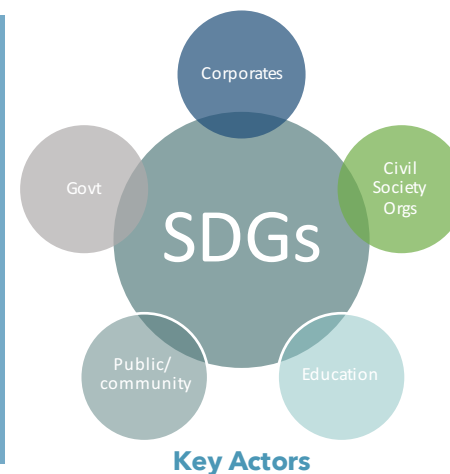 Corporates
Govt
Civil
Society
Orgs
SDGs
Public/
community
Education
Key Actors